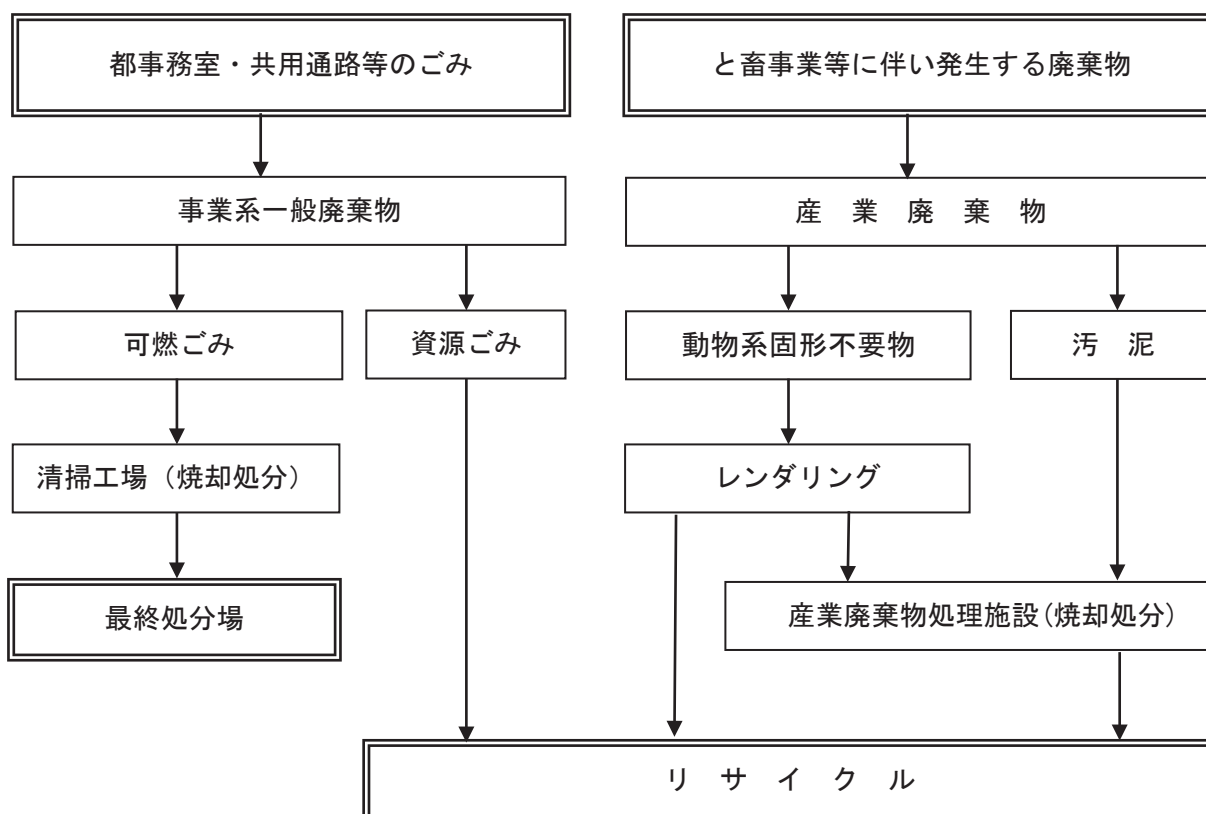 都事務室・共用通路等のごみ
と畜事業等に伴い発生する廃棄物
事業系一般廃棄物
産　業　廃　棄　物
可燃ごみ
資源ごみ
動物系固形不要物
汚　泥
清掃工場（焼却処分）
レンダリング
最終処分場
産業廃棄物処理施設(焼却処分)
リ　サ　イ　ク　ル